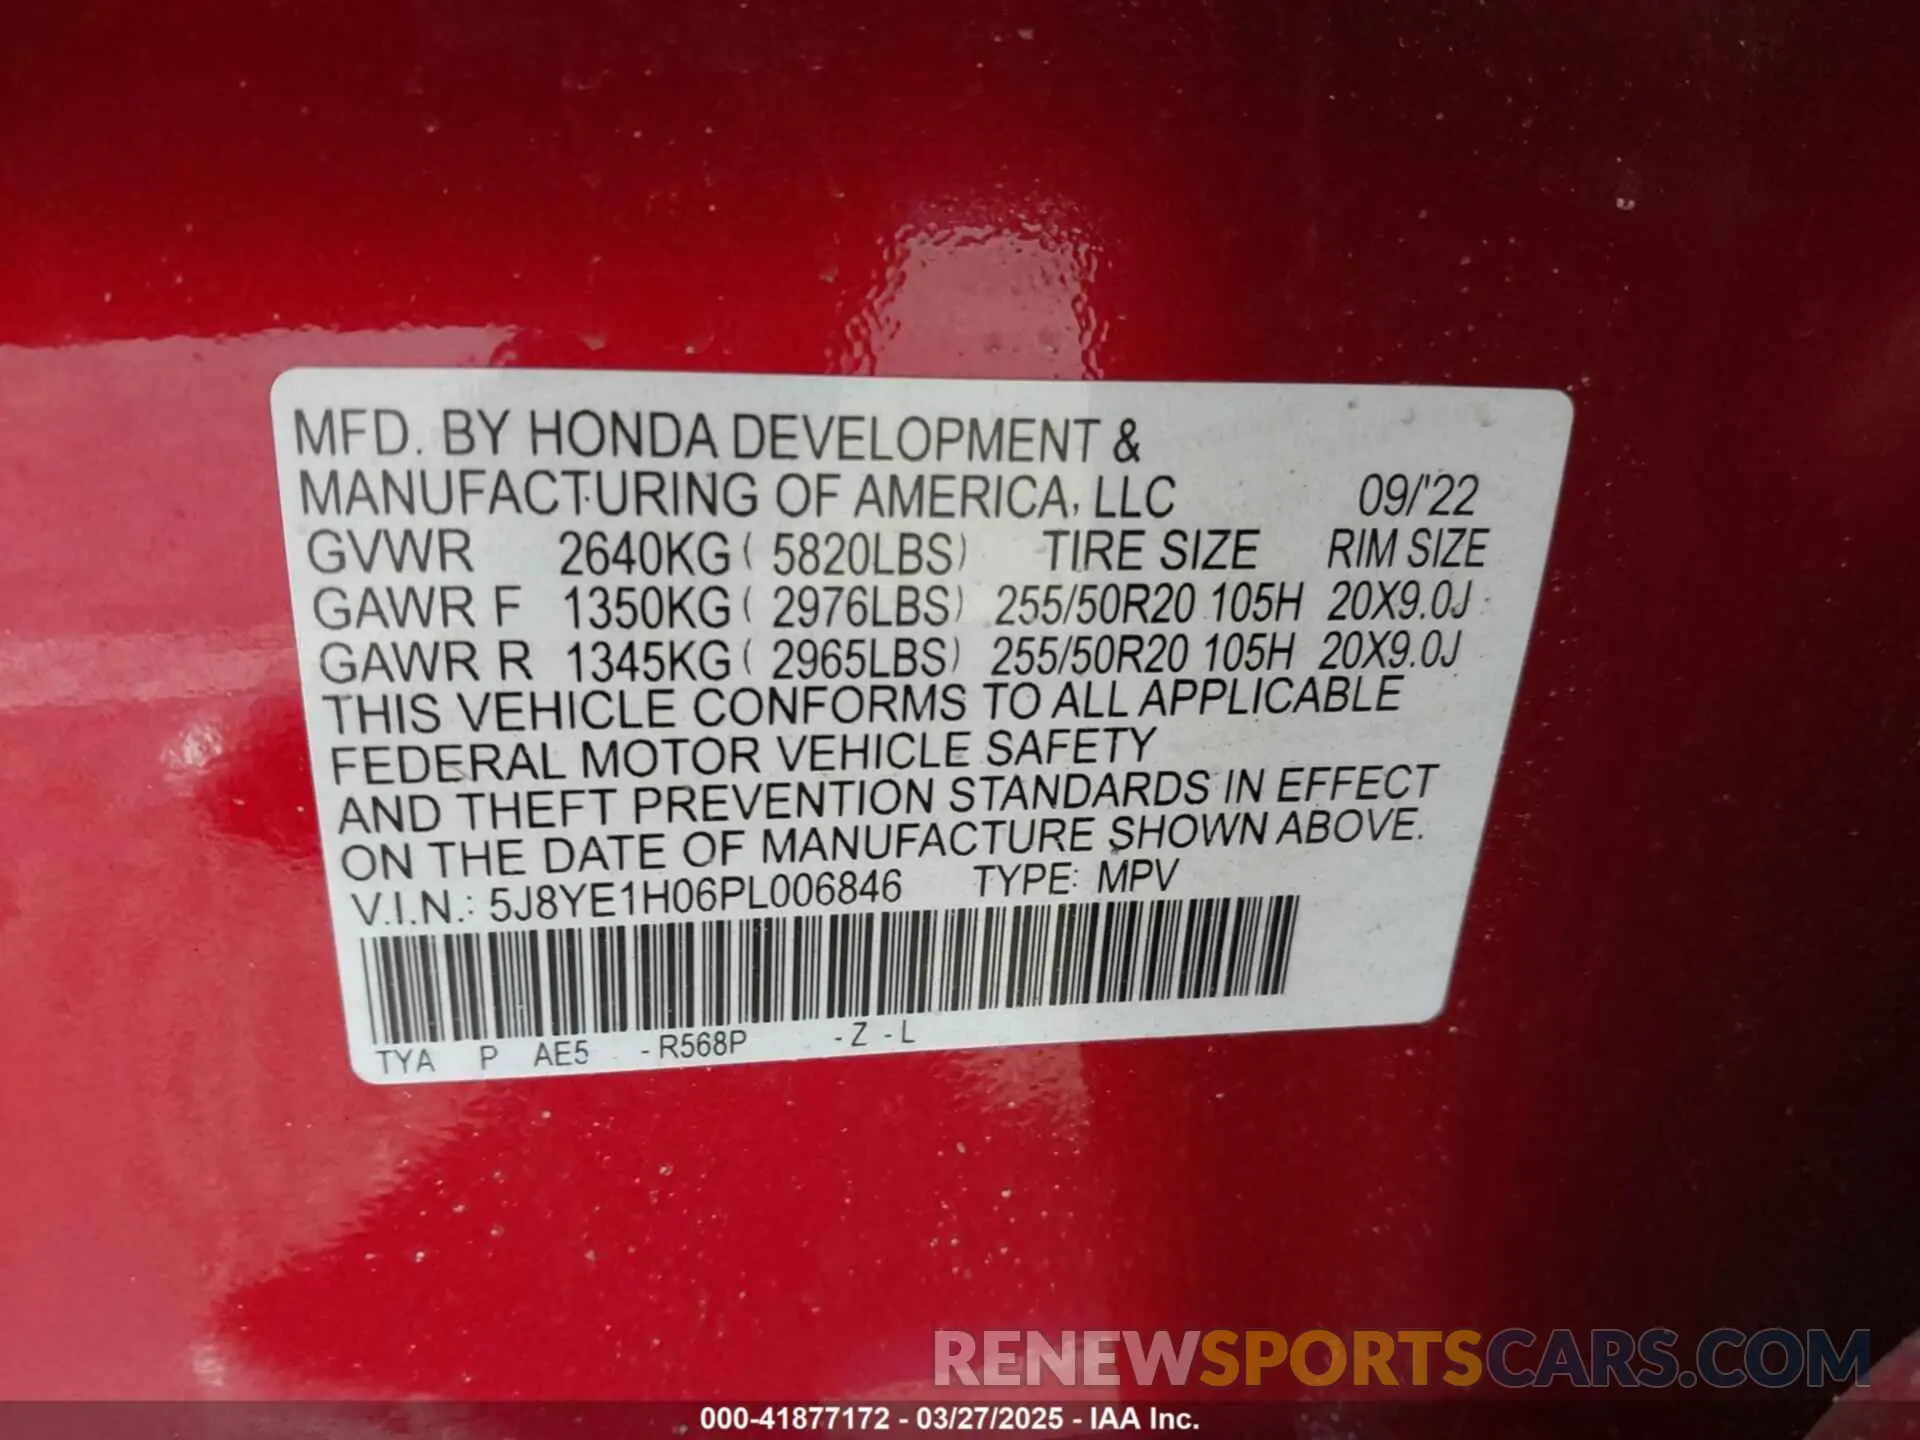 MFD. BY HONDA DEVELOPMENT &
MANUFACTURING OF AMERICA, LLC 09/'22
GVWR 2640KG ( 5820LBS) TIRE SIZE RIM SIZE
GAWR F 1350KG ( 2976LBS) 255/50R20 105H 20X9.0J
GAWR R 1345KG ( 2965LBS) 255/50R20 105H 20X9.0J
THIS VEHICLE CONFORMS TO ALL APPLICABLE
FEDERAL MOTOR VEHICLE SAFETY
AND THEFT PREVENTION STANDARDS IN EFFECT
ON THE DATE OF MANUFACTURE SHOWN ABOVE.
V.I.N.: 5J8YE1H06PL006846 TYPE: MPV
TYA P AE5 - R568P - Z - L
RENEWSPORTSCARS.COM
000-41877172 - 03/27/2025 - IAA Inc.